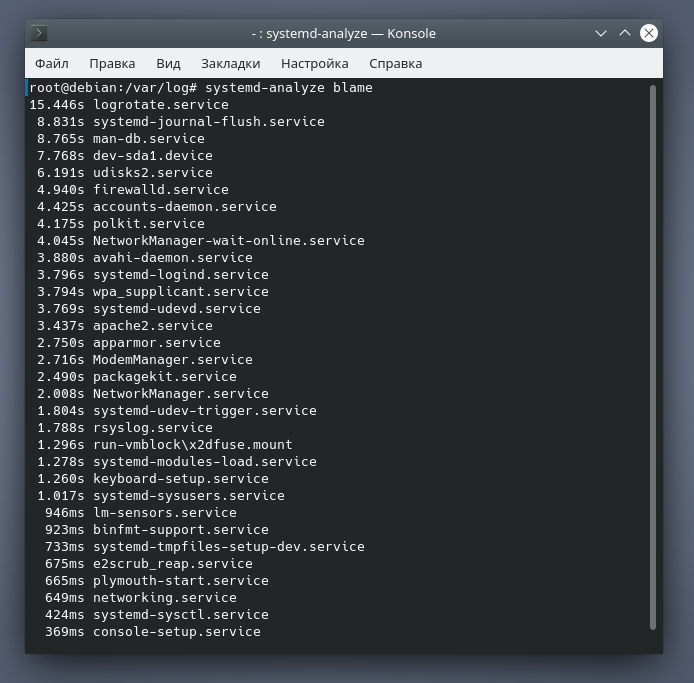 - : systemd-analyze — Konsole
Файл Правка Вид Закладки Настройка Справка
root@debian:/var/log# systemd-analyze blame
15.446s logrotate.service
8.831s systemd-journal-flush.service
8.765s man-db.service
7.768s dev-sda1.device
6.191s udisks2.service
4.940s firewalld.service
4.425s accounts-daemon.service
4.175s polkit.service
4.045s NetworkManager-wait-online.service
3.880s avahi-daemon.service
3.796s systemd-logind.service
3.794s wpa_supplicant.service
3.769s systemd-udevd.service
3.437s apache2.service
2.750s apparmor.service
2.716s ModemManager.service
2.490s packagekit.service
2.008s NetworkManager.service
1.804s systemd-udev-trigger.service
1.788s rsyslog.service
1.296s run-vmblock\x2dfuse.mount
1.278s systemd-modules-load.service
1.260s keyboard-setup.service
1.017s systemd-sysusers.service
946ms lm-sensors.service
923ms binfmt-support.service
733ms systemd-tmpfiles-setup-dev.service
675ms e2scrub_reap.service
665ms plymouth-start.service
649ms networking.service
424ms systemd-sysctl.service
369ms console-setup.service